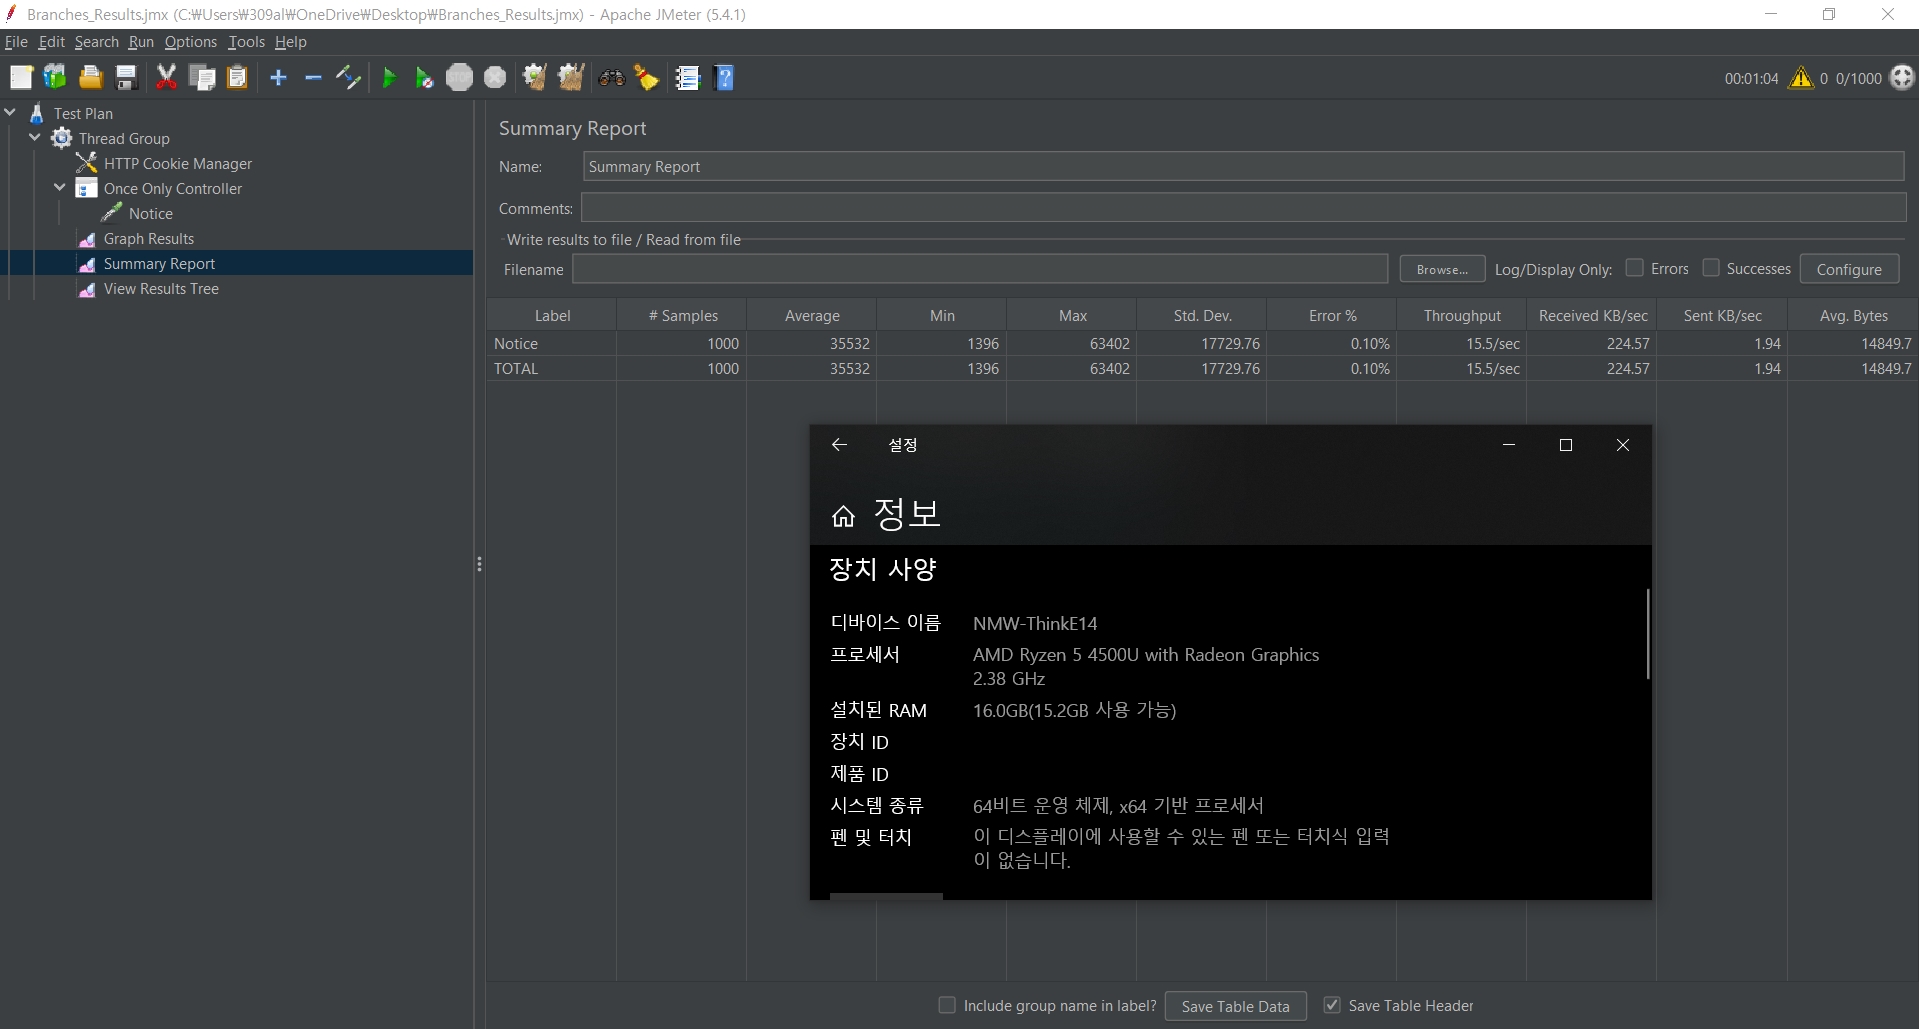 Branches_Results.jmx (C:₩Users₩309al₩OneDrive₩Desktop₩Branches_Results.jmx) - Apache JMeter (5.4.1)
File Edit Search Run Options Tools Help
STOP
00:01:04 0 0/1000
Test Plan
Thread Group
HTTP Cookie Manager
Once Only Controller
Notice
Graph Results
Summary Report
View Results Tree
Summary Report
Name: Summary Report
Comments:
Write results to file / Read from file
Filename Browse... Log/Display Only: Errors Successes Configure
Label # Samples Average Min Max Std. Dev. Error % Throughput Received KB/sec Sent KB/sec Avg. Bytes
Notice 1000 35532 1396 63402 17729.76 0.10% 15.5/sec 224.57 1.94 14849.7
TOTAL 1000 35532 1396 63402 17729.76 0.10% 15.5/sec 224.57 1.94 14849.7
설정
정보
장치 사양
디바이스 이름 NMW-ThinkE14
프로세서 AMD Ryzen 5 4500U with Radeon Graphics
2.38 GHz
설치된 RAM 16.0GB(15.2GB 사용 가능)
장치 ID
제품 ID
시스템 종류 64비트 운영 체제, x64 기반 프로세서
펜 및 터치 이 디스플레이에 사용할 수 있는 펜 또는 터치식 입력
이 없습니다.
Include group name in label? Save Table Data Save Table Header